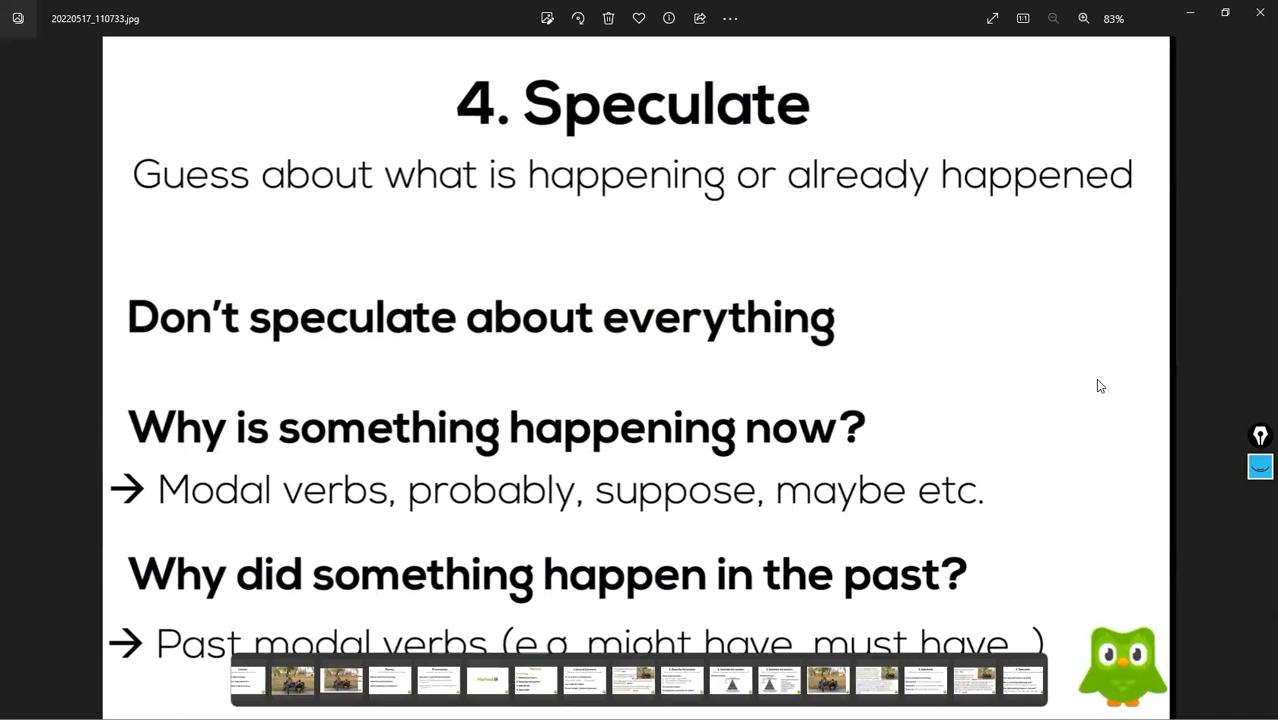 20220517_110733.jpg
83%
4. Speculate
Guess about what is happening or already happened
Don't speculate about everything
Why is something happening now?
→ Modal verbs, probably, suppose, maybe etc.
Why did something happen in the past?
→ Past modal verbs (e.g. might have, must have..)